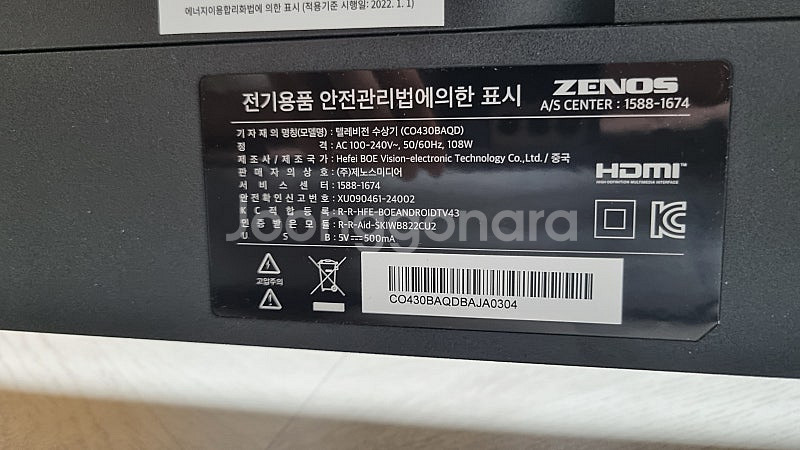 에너지이용합리화법에 의한 표시 (적용기준 시행일: 2022. 1. 1)
전기용품 안전관리법에의한 표시
ZENOS
A/S CENTER : 1588-1674
기 자 재 의 명칭(모델명) : 텔레비전 수상기 (CO430BAQD)
정 격 : AC 100-240V~, 50/60Hz, 108W
제 조 사 / 제 조 국 가 : Hefei BOE Vision-electronic Technology Co.,Ltd. / 중국
판 매 자 의 상 호 : (주)제노스미디어
서 비 스 센 터 : 1588-1674
안전확인신고번호 : XU090461-24002
K C 적 합 등 록 : R-R-HFE-BOEANDROIDTV43
인 증 받 은 모 듈 : R-R-Aid-SKIWB822CU2
U S B : 5V⎓500mA
HDMI
HIGH-DEFINITION MULTIMEDIA INTERFACE
Joonggonara
고압주의
CO430BAQDBAJA0304